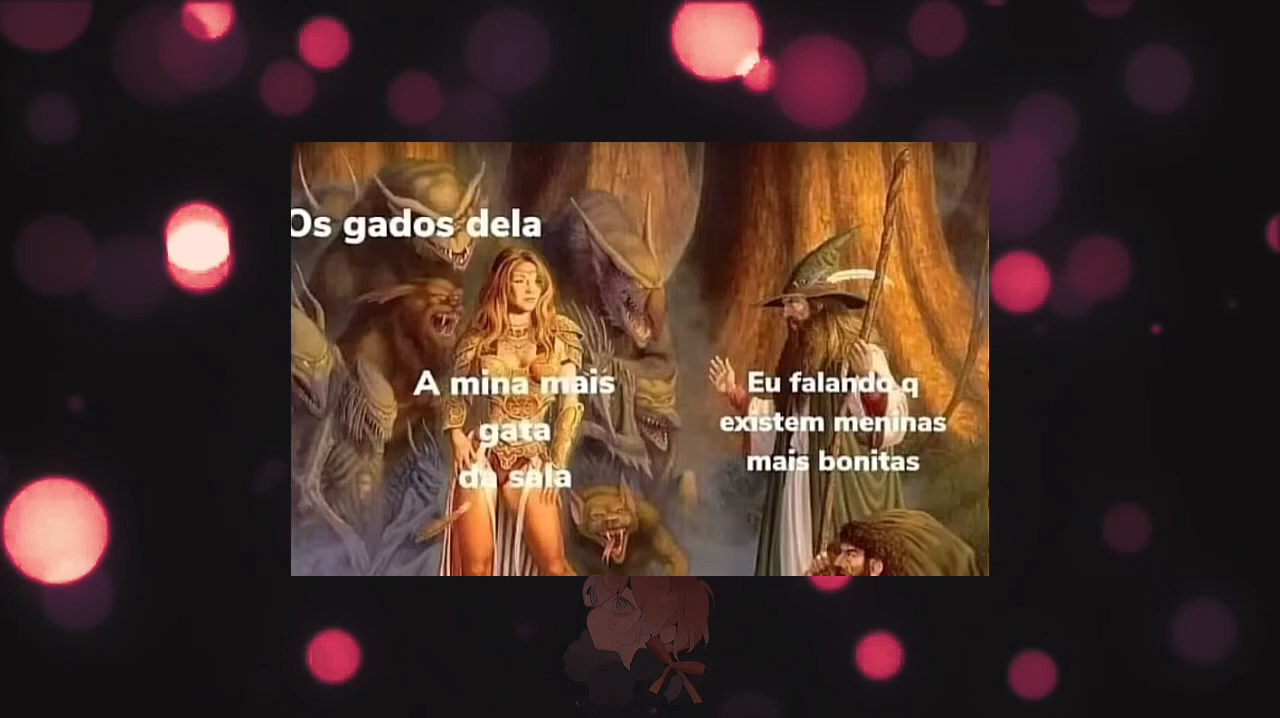 Os gados dela
A mina mais
gata
da sala
Eu falando q
existem meninas
mais bonitas